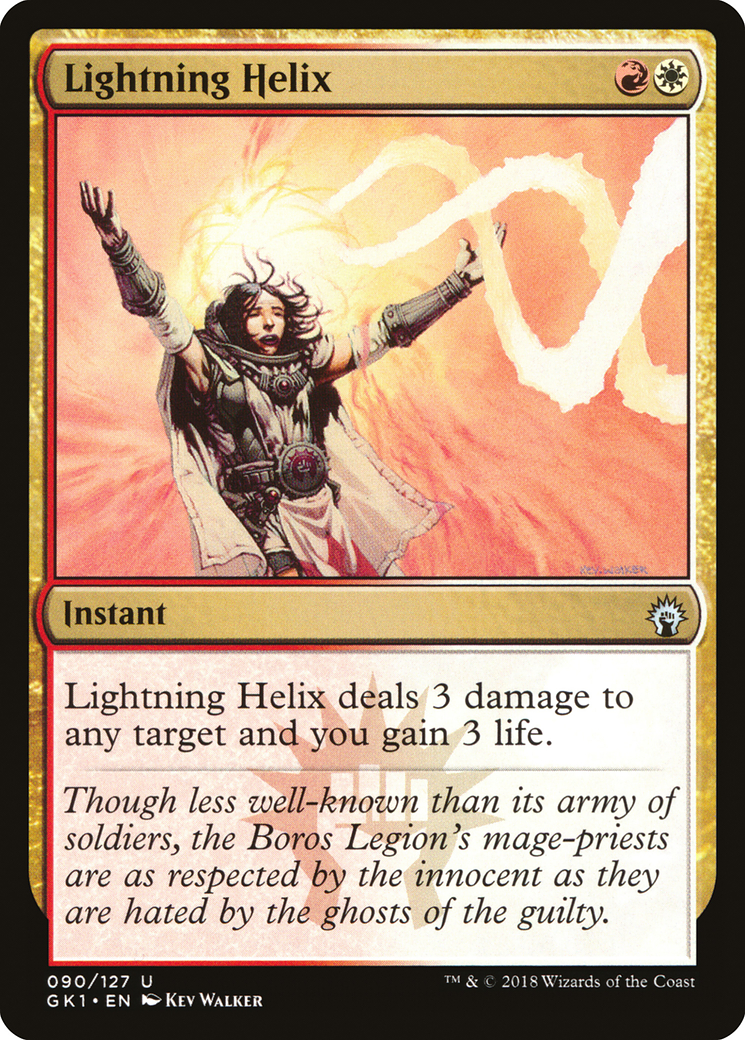 Lightning Helix
Instant
Lightning Helix deals 3 damage to
any target and you gain 3 life.
Though less well-known than its army of
soldiers, the Boros Legion's mage-priests
are as respected by the innocent as they
are hated by the ghosts of the guilty.
090/127 U
GK1 • EN Kev Walker
™ & © 2018 Wizards of the Coast